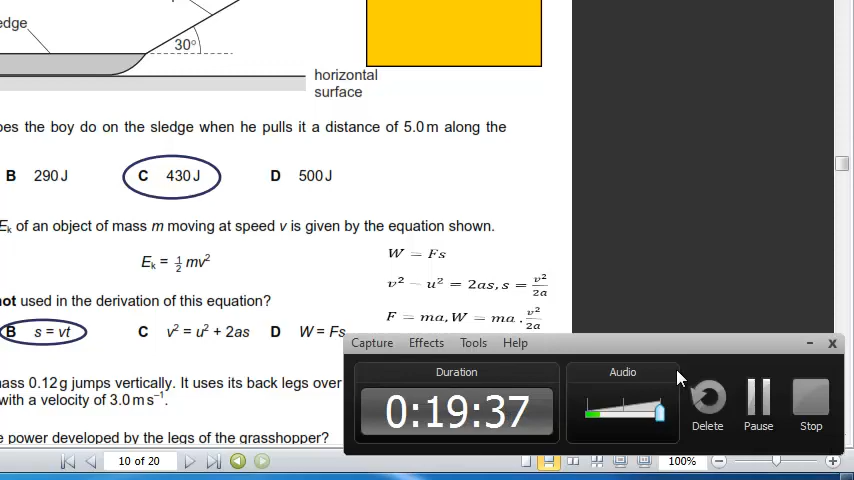 edge
30°
horizontal
surface
oes the boy do on the sledge when he pulls it a distance of 5.0 m along the
B 290 J C 430 J D 500 J
Eₖ of an object of mass m moving at speed v is given by the equation shown.
Eₖ = ½ mv²
W = Fs
v² − u² = 2as, s = v²/2a
F = ma, W = ma . v²/2a
not used in the derivation of this equation?
B s = vt C v² = u² + 2as D W = Fs
mass 0.12 g jumps vertically. It uses its back legs over
with a velocity of 3.0 m s⁻¹.
e power developed by the legs of the grasshopper?
Capture Effects Tools Help
Duration
Audio
0:19:37
Delete Pause Stop
10 of 20
100%